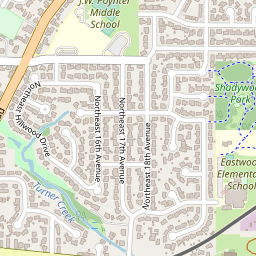 J.W. Poynter
Middle
School
Shadywood
Park
Northeast Hillwood Drive
Northeast 16th Avenue
Northeast 17th Avenue
Northeast 18th Avenue
Eastwood
Elementary
School
Turner Creek